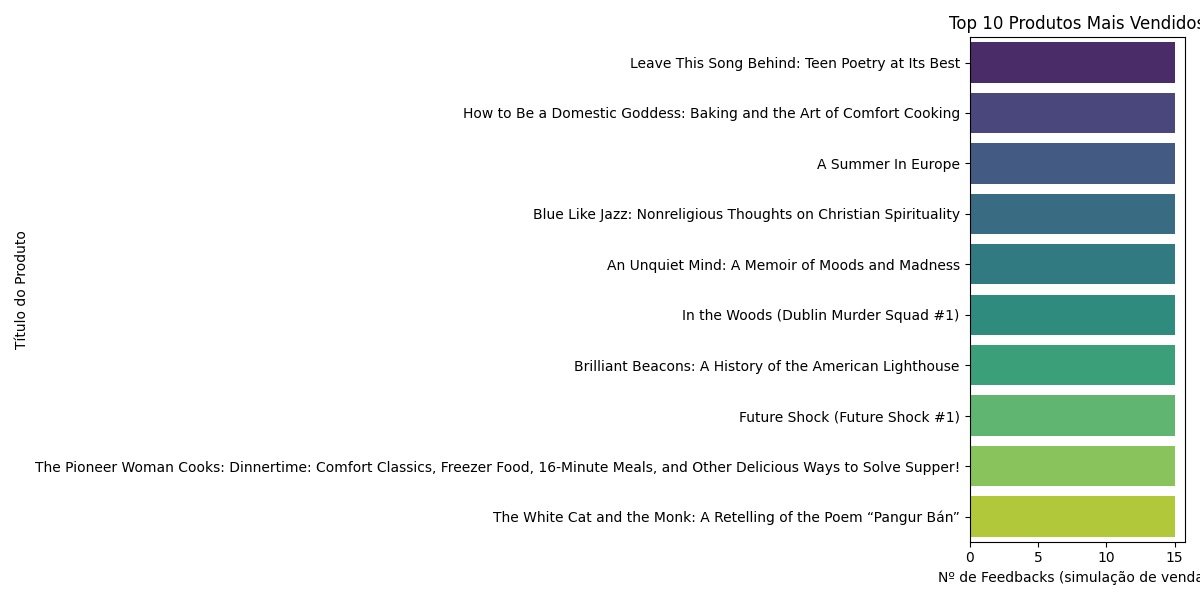 Top 10 Produtos Mais Vendidos
Leave This Song Behind: Teen Poetry at Its Best
How to Be a Domestic Goddess: Baking and the Art of Comfort Cooking
A Summer In Europe
Blue Like Jazz: Nonreligious Thoughts on Christian Spirituality
An Unquiet Mind: A Memoir of Moods and Madness
In the Woods (Dublin Murder Squad #1)
Brilliant Beacons: A History of the American Lighthouse
Future Shock (Future Shock #1)
The Pioneer Woman Cooks: Dinnertime: Comfort Classics, Freezer Food, 16-Minute Meals, and Other Delicious Ways to Solve Supper!
The White Cat and the Monk: A Retelling of the Poem “Pangur Bán”
Título do Produto
0 5 10 15
Nº de Feedbacks (simulação de venda